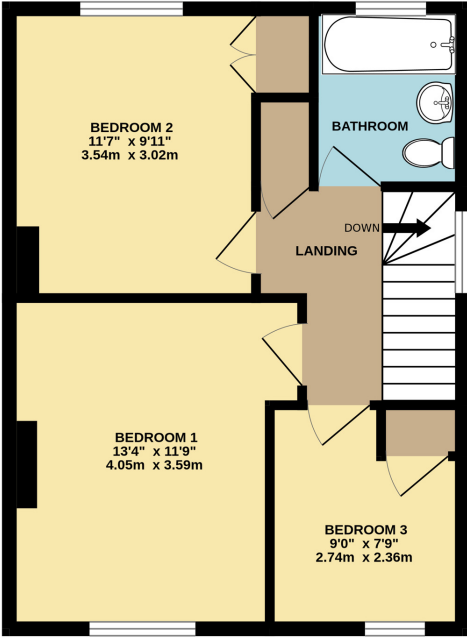 BEDROOM 2
11'7" x 9'11"
3.54m x 3.02m
BATHROOM
DOWN
LANDING
BEDROOM 1
13'4" x 11'9"
4.05m x 3.59m
BEDROOM 3
9'0" x 7'9"
2.74m x 2.36m